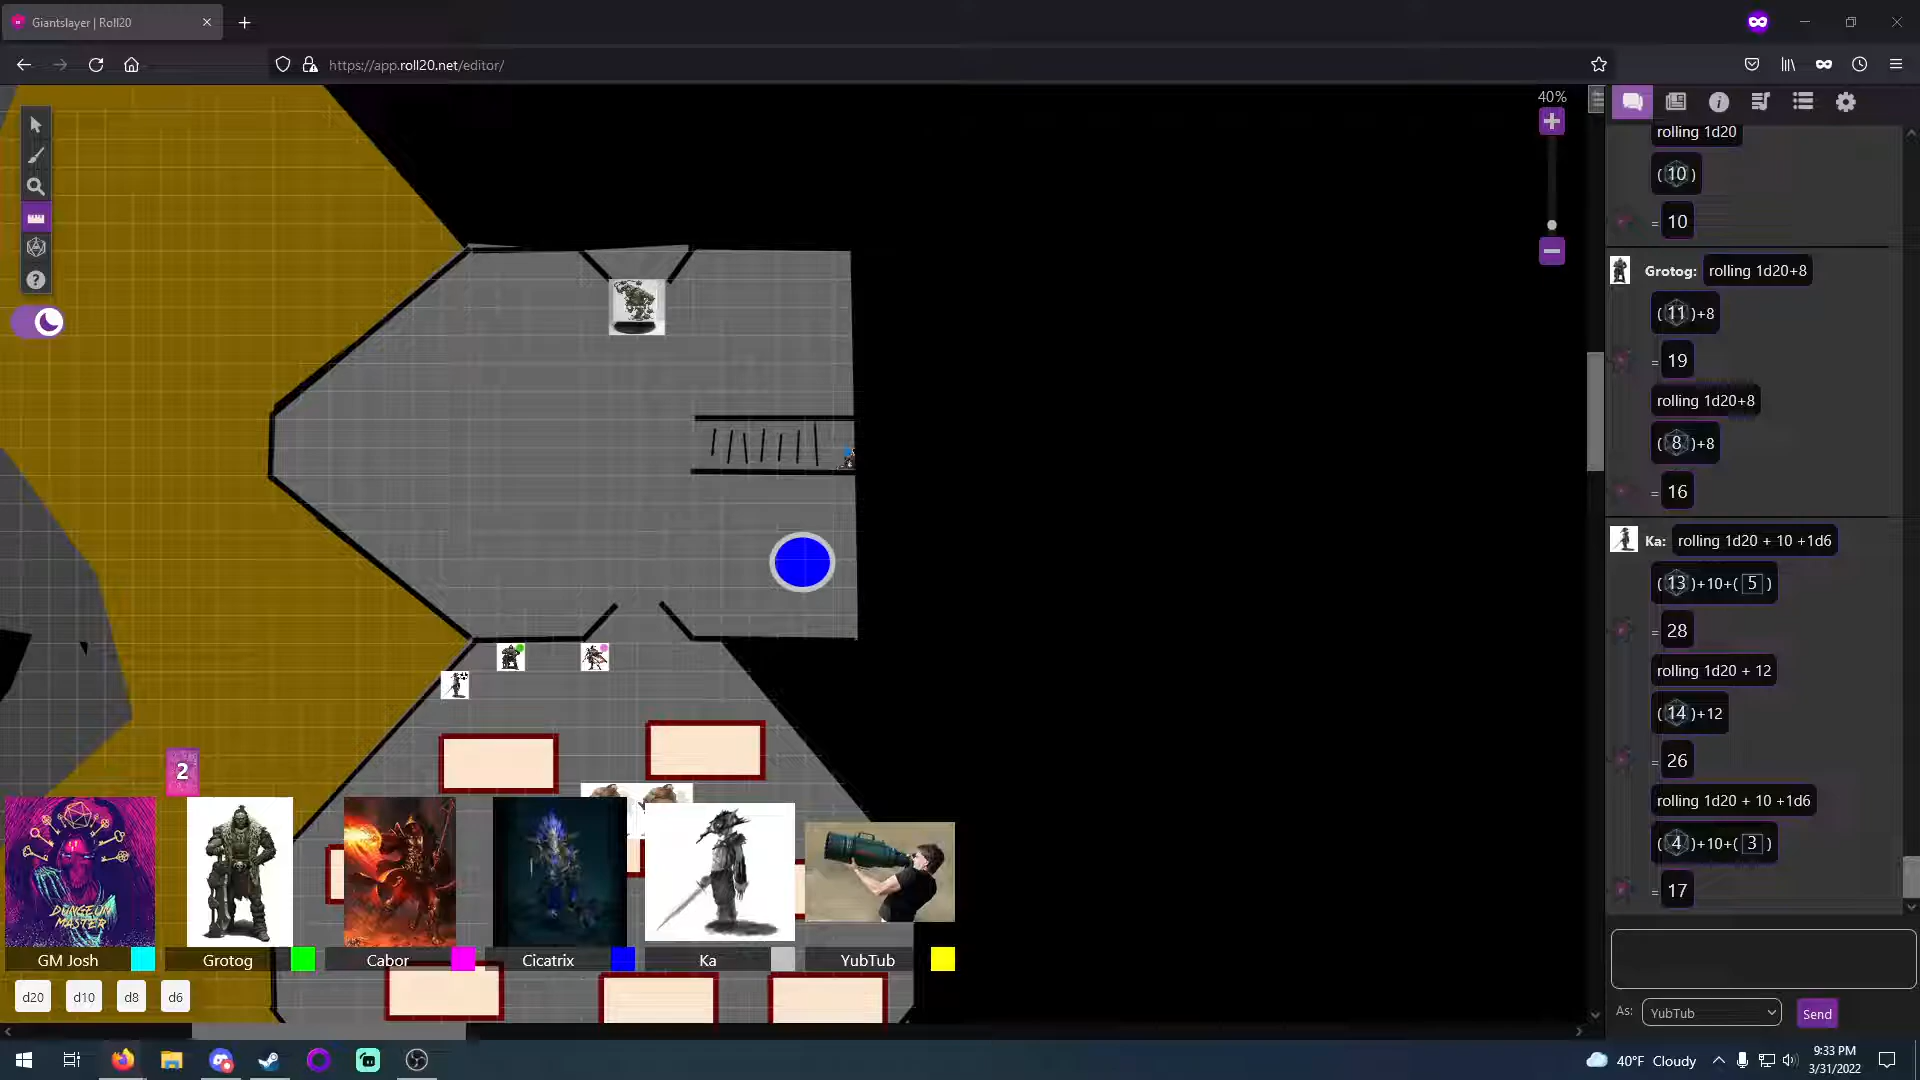 Giantslayer | Roll20
https://app.roll20.net/editor/
40%
rolling 1d20
(10)
= 10
Grotog: rolling 1d20+8
(11)+8
= 19
rolling 1d20+8
(8)+8
= 16
Ka: rolling 1d20 + 10 +1d6
(13)+10+(5)
= 28
rolling 1d20 + 12
(14)+12
= 26
rolling 1d20 + 10 +1d6
(4)+10+(3)
= 17
2
DUNGEON
MASTER
GM Josh
Grotog
Cabor
Cicatrix
Ka
YubTub
d20
d10
d8
d6
As:
YubTub
Send
40°F Cloudy
9:33 PM
3/31/2022